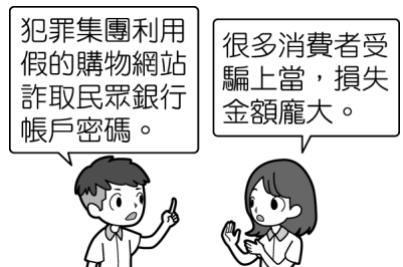 犯罪集團利用
假的購物網站
詐取民眾銀行
帳戶密碼。
很多消費者受
騙上當，損失
金額龐大。